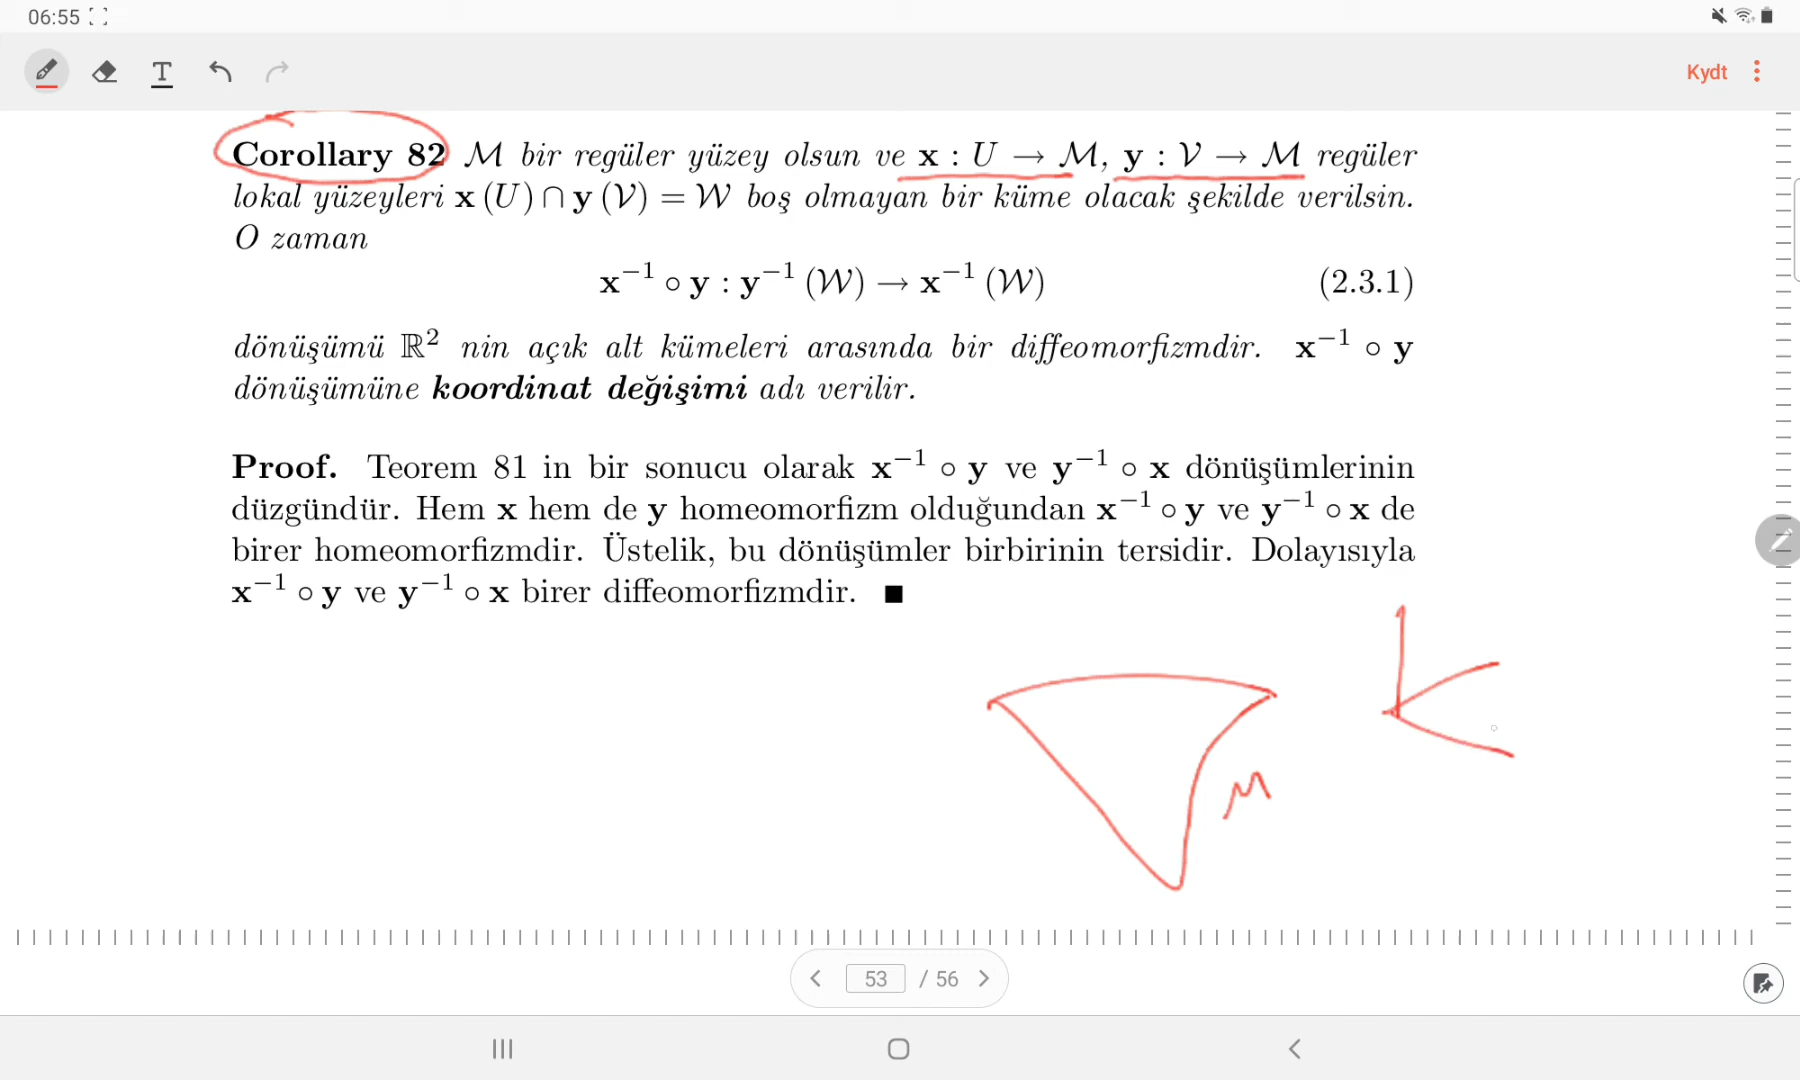 06:55
T
Kydt
Corollary 82 M bir regüler yüzey olsun ve x : U → M, y : V → M regüler
lokal yüzeyleri x (U) ∩ y (V) = W boş olmayan bir küme olacak şekilde verilsin.
O zaman
x⁻¹ ∘ y : y⁻¹ (W) → x⁻¹ (W) (2.3.1)
dönüşümü ℝ² nin açık alt kümeleri arasında bir diffeomorfizmdir. x⁻¹ ∘ y
dönüşümüne koordinat değişimi adı verilir.
Proof. Teorem 81 in bir sonucu olarak x⁻¹ ∘ y ve y⁻¹ ∘ x dönüşümlerinin
düzgündür. Hem x hem de y homeomorfizm olduğundan x⁻¹ ∘ y ve y⁻¹ ∘ x de
birer homeomorfizmdir. Üstelik, bu dönüşümler birbirinin tersidir. Dolayısıyla
x⁻¹ ∘ y ve y⁻¹ ∘ x birer diffeomorfizmdir. ■
M
53 / 56